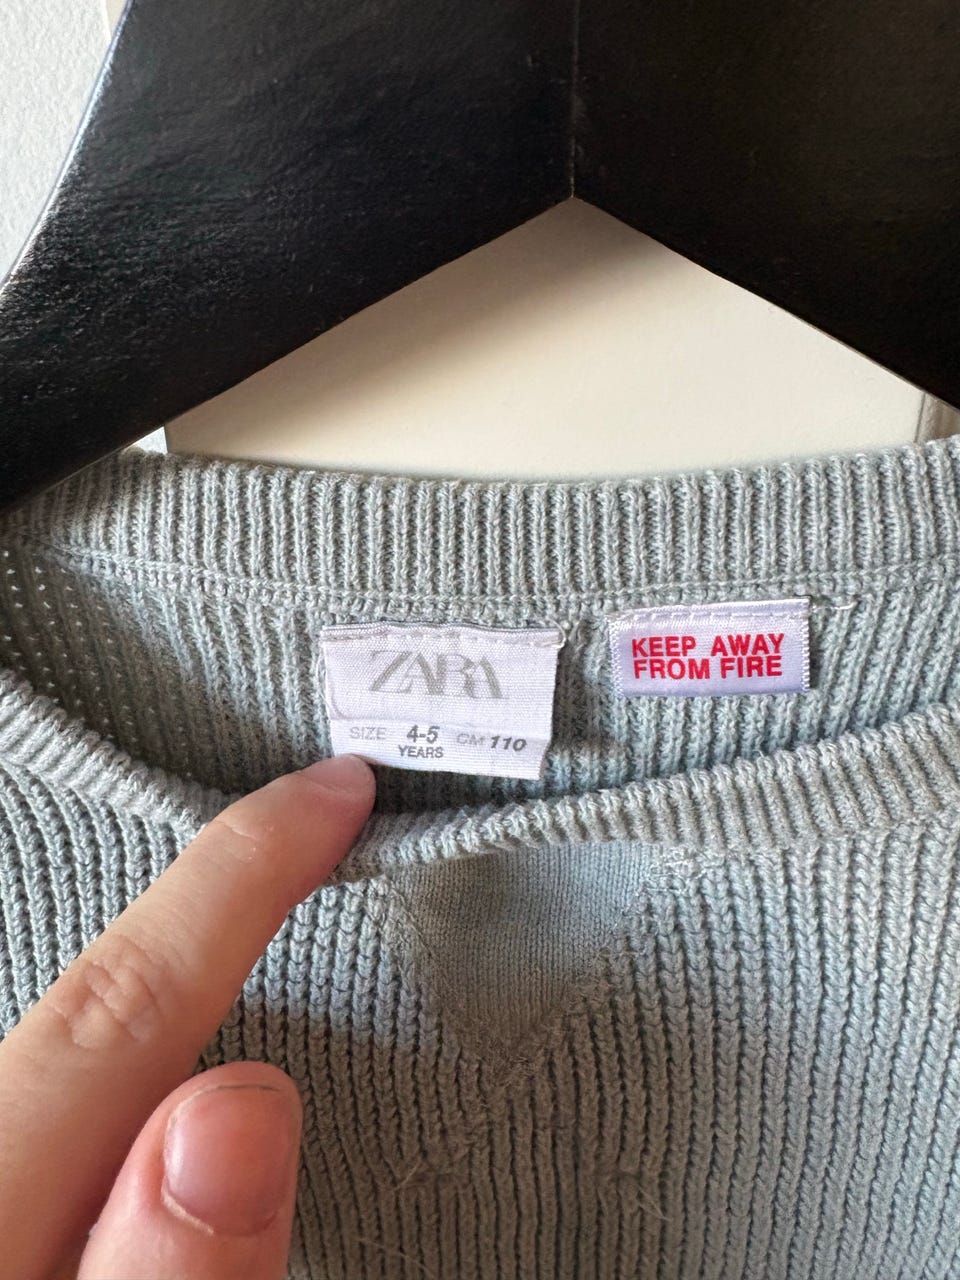 ZARA
SIZE 4-5 YEARS CM 110
KEEP AWAY
FROM FIRE